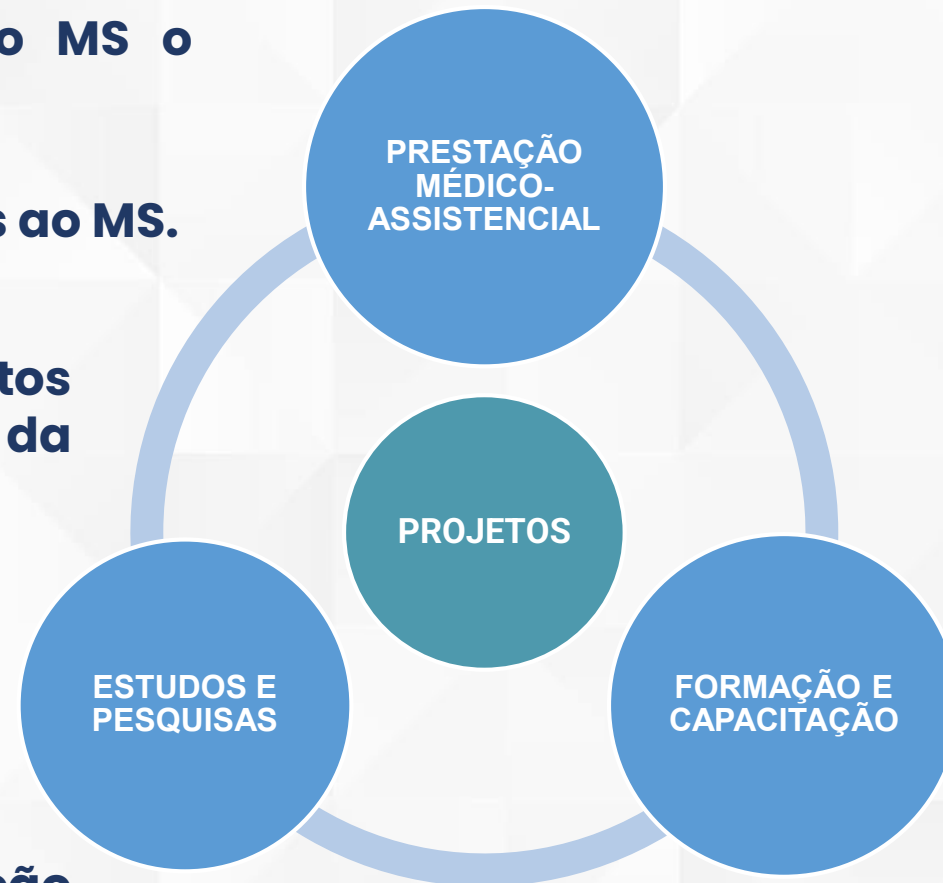 o MS o
s ao MS.
tos
da
PRESTAÇÃO
MÉDICO-
ASSISTENCIAL
PROJETOS
ESTUDOS E
PESQUISAS
FORMAÇÃO E
CAPACITAÇÃO